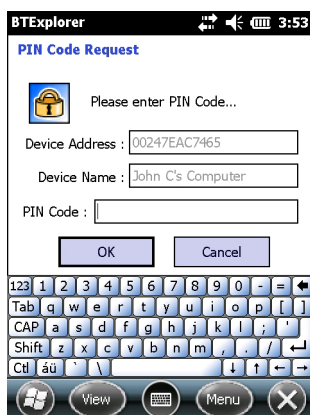 BTExplorer 3:53
PIN Code Request
Please enter PIN Code...
Device Address : 00247EAC7465
Device Name : John C's Computer
PIN Code :
OK Cancel
123 1 2 3 4 5 6 7 8 9 0 - =
Tab q w e r t y u i o p [ ]
CAP a s d f g h j k l ; '
Shift z x c v b n m , . /
Ctl áü ` \
View Menu